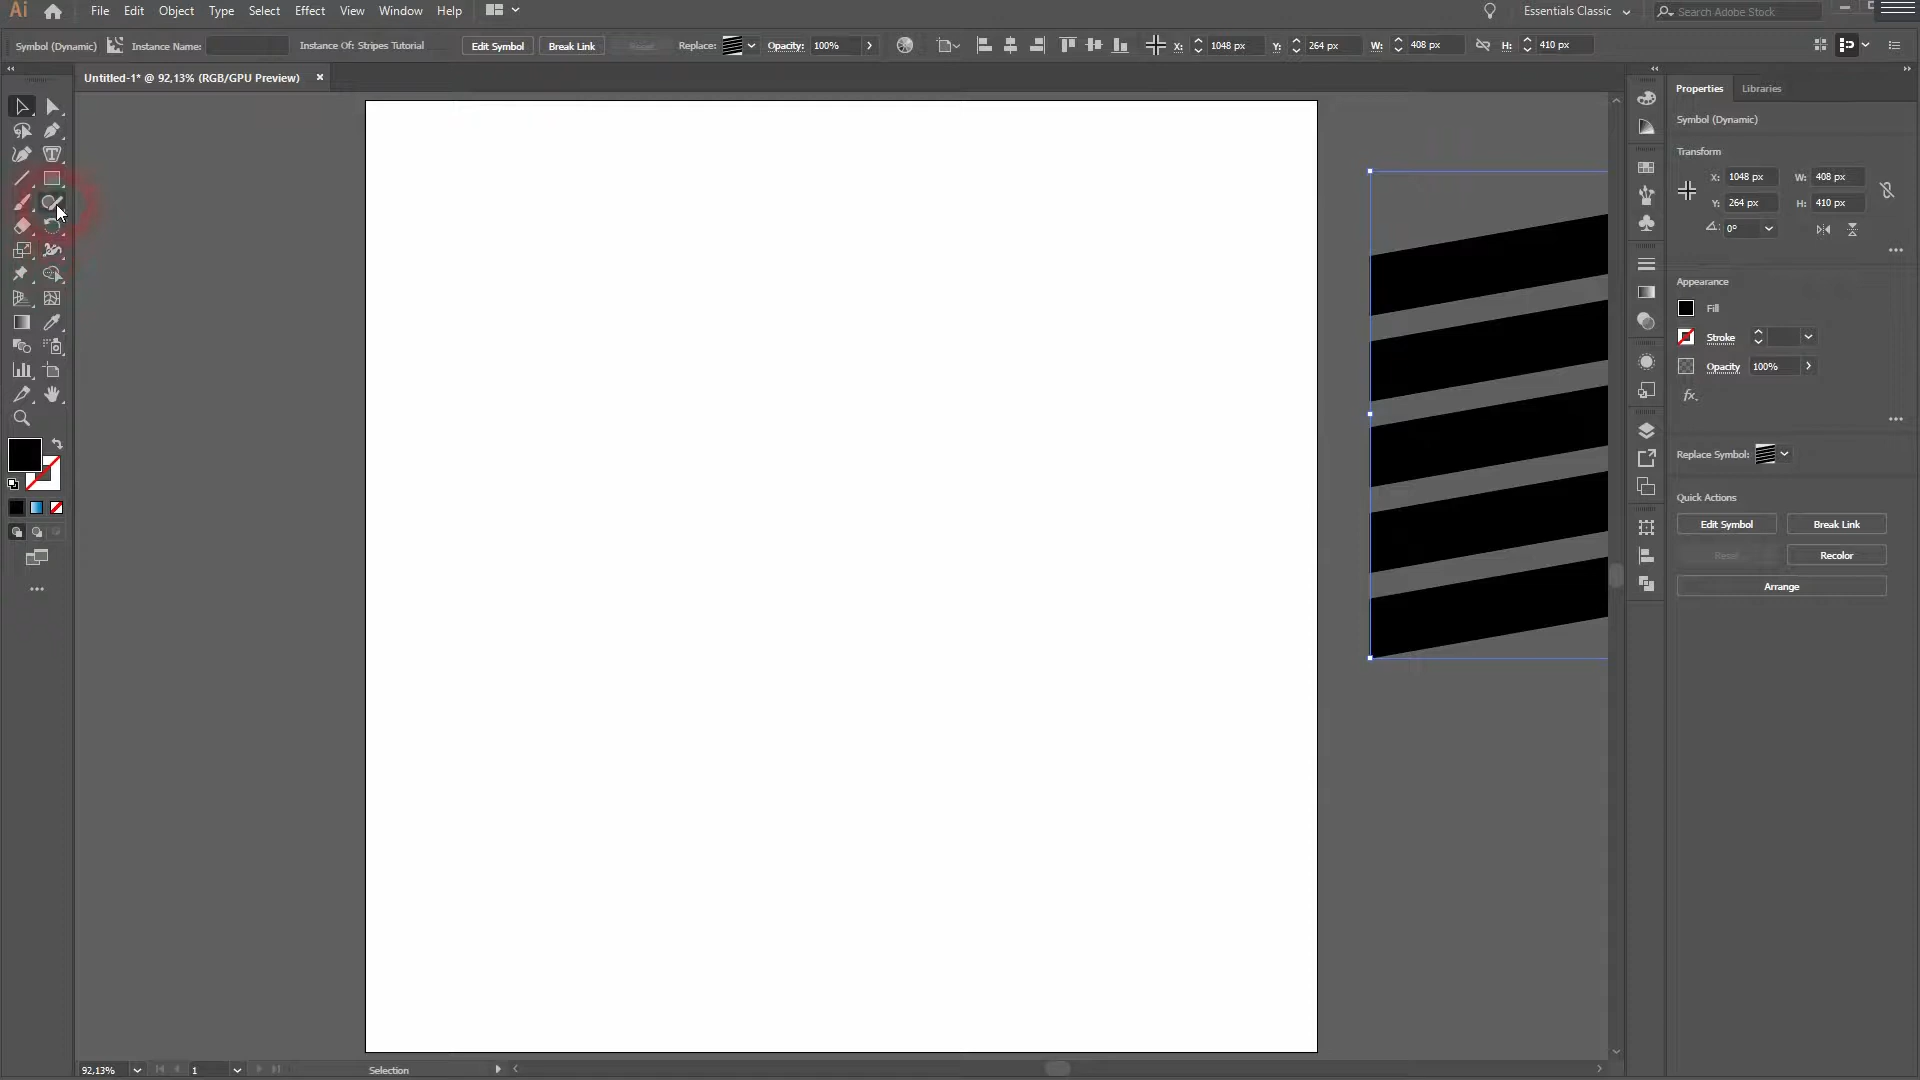 Ai File Edit Object Type Select Effect View Window Help Essentials Classic Search Adobe Stock
Symbol (Dynamic) Instance Name: Instance Of: Stripes Tutorial Edit Symbol Break Link Reset Replace: Opacity: 100% X: 1048 px Y: 264 px W: 408 px H: 410 px
Untitled-1* @ 92,13% (RGB/GPU Preview) ×
Properties Libraries
Symbol (Dynamic)
Transform
X: 1048 px W: 408 px
Y: 264 px H: 410 px
0°
Appearance
Fill
Stroke
Opacity 100%
fx.
Replace Symbol:
Quick Actions
Edit Symbol Break Link
Reset Recolor
Arrange
92,13% 1 Selection